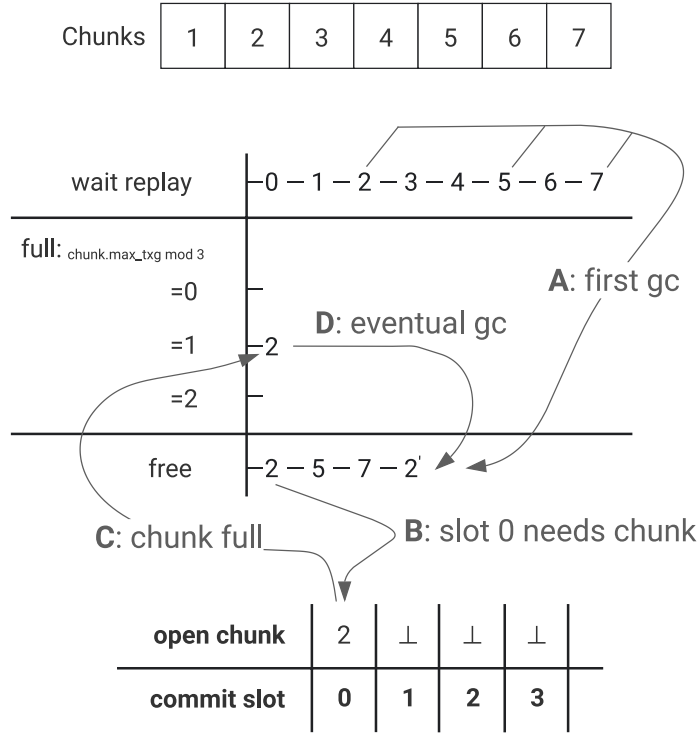 Chunks 1 2 3 4 5 6 7
wait replay 0 – 1 – 2 – 3 – 4 – 5 – 6 – 7
full: chunk.max_txg mod 3
A: first gc
=0
D: eventual gc
=1 2
=2
free 2 – 5 – 7 – 2'
C: chunk full
B: slot 0 needs chunk
open chunk 2 ⊥ ⊥ ⊥
commit slot 0 1 2 3